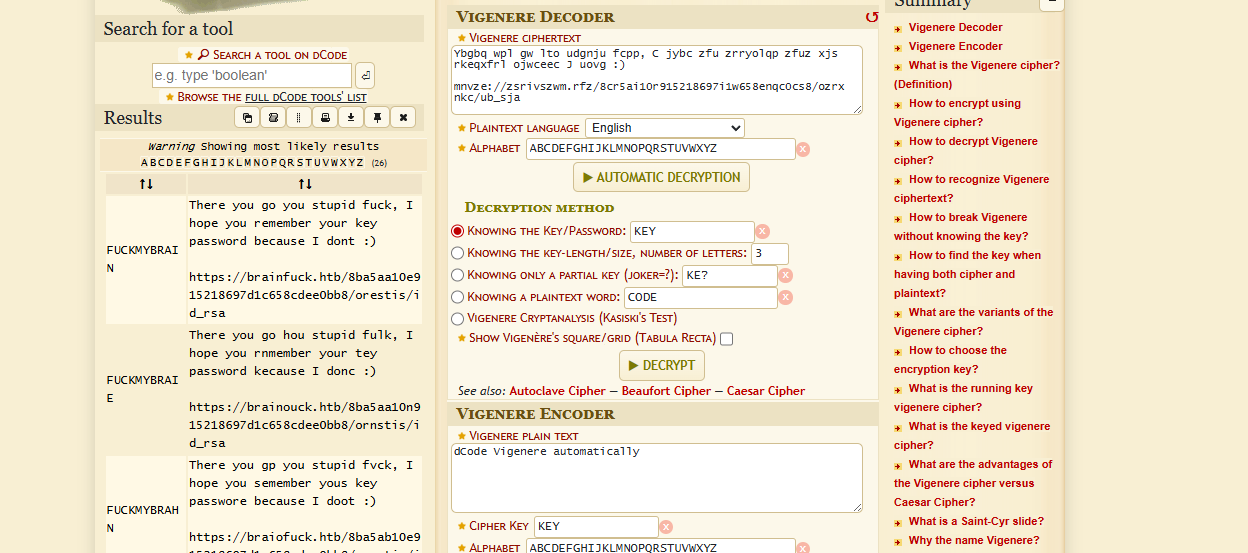 Search for a tool
SEARCH A TOOL ON DCODE
e.g. type 'boolean'
BROWSE THE FULL DCODE TOOLS' LIST
Results
Warning Showing most likely results
ABCDEFGHIJKLMNOPQRSTUVWXYZ (26)
FUCKMYBRAI
N
There you go you stupid fuck, I
hope you remember your key
password because I dont :)
https://brainfuck.htb/8ba5aa10e9
15218697d1c658cdee0bb8/orestis/i
d_rsa
FUCKMYBRAI
E
There you go hou stupid fulk, I
hope you rnmember your tey
password kecause I donc :)
https://brainouck.htb/8ba5aa10n9
15218697d1c658cdee0bb8/ornstis/i
d_rsa
FUCKMYBRAH
N
There you gp you stupid fvck, I
hope you semember yous key
passwore because I doot :)
https://braiofuck.htb/8ba5ab10e9
VIGENERE DECODER
VIGENERE CIPHERTEXT
Ybgbq wpl gw lto udgnju fcpp, C jybc zfu zrryolqp zfuz xjs
rkeqxfrl ojwceec J uovg :)
mnvze://zsrivszwm.rfz/8cr5ai10r915218697i1w658enqc0cs8/ozrx
nkc/ub_sja
PLAINTEXT LANGUAGE English
ALPHABET ABCDEFGHIJKLMNOPQRSTUVWXYZ
AUTOMATIC DECRYPTION
DECRYPTION METHOD
KNOWING THE KEY/PASSWORD: KEY
KNOWING THE KEY-LENGTH/SIZE, NUMBER OF LETTERS: 3
KNOWING ONLY A PARTIAL KEY (JOKER=?): KE?
KNOWING A PLAINTEXT WORD: CODE
VIGENERE CRYPTANALYSIS (KASISKI'S TEST)
SHOW VIGENÈRE'S SQUARE/GRID (TABULA RECTA)
DECRYPT
See also: Autoclave Cipher — Beaufort Cipher — Caesar Cipher
VIGENERE ENCODER
VIGENERE PLAIN TEXT
dCode Vigenere automatically
CIPHER KEY KEY
ALPHABET ABCDEFGHIJKLMNOPQRSTUVWXYZ
Summary
Vigenere Decoder
Vigenere Encoder
What is the Vigenere cipher?
(Definition)
How to encrypt using
Vigenere cipher?
How to decrypt Vigenere
cipher?
How to recognize Vigenere
ciphertext?
How to break Vigenere
without knowing the key?
How to find the key when
having both cipher and
plaintext?
What are the variants of the
Vigenere cipher?
How to choose the
encryption key?
What is the running key
vigenere cipher?
What is the keyed vigenere
cipher?
What are the advantages of
the Vigenere cipher versus
Caesar Cipher?
What is a Saint-Cyr slide?
Why the name Vigenere?